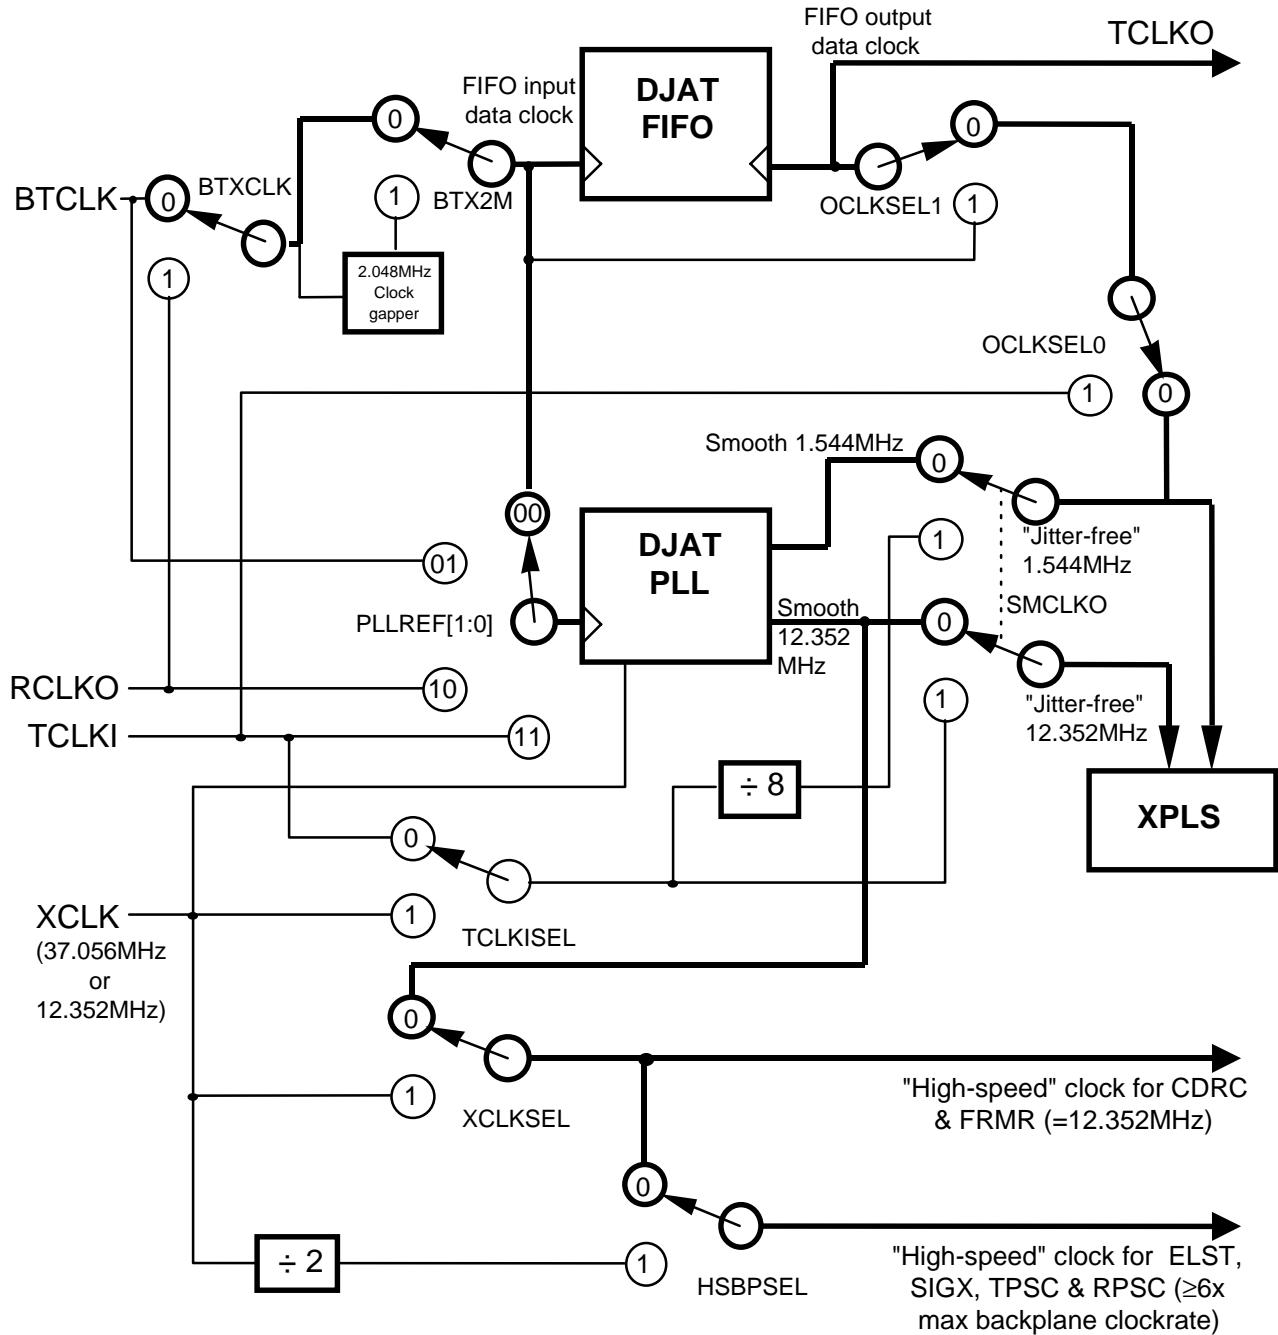 FIFO output
data clock
TCLKO
FIFO input
data clock
DJAT
FIFO
0
0
BTCLK
0
BTXCLK
1
BTX2M
OCLKSEL1
1
1
2.048MHz
Clock
gapper
OCLKSEL0
1
0
Smooth 1.544MHz
0
00
DJAT
PLL
1
"Jitter-free"
1.544MHz
01
PLLREF[1:0]
Smooth
12.352
MHz
0
SMCLKO
RCLKO
10
1
"Jitter-free"
12.352MHz
TCLKI
11
÷ 8
XPLS
0
XCLK
(37.056MHz
or
12.352MHz)
1
TCLKISEL
0
1
XCLKSEL
"High-speed" clock for CDRC
& FRMR (=12.352MHz)
0
÷ 2
1
HSBPSEL
"High-speed" clock for ELST,
SIGX, TPSC & RPSC (≥6x
max backplane clockrate)